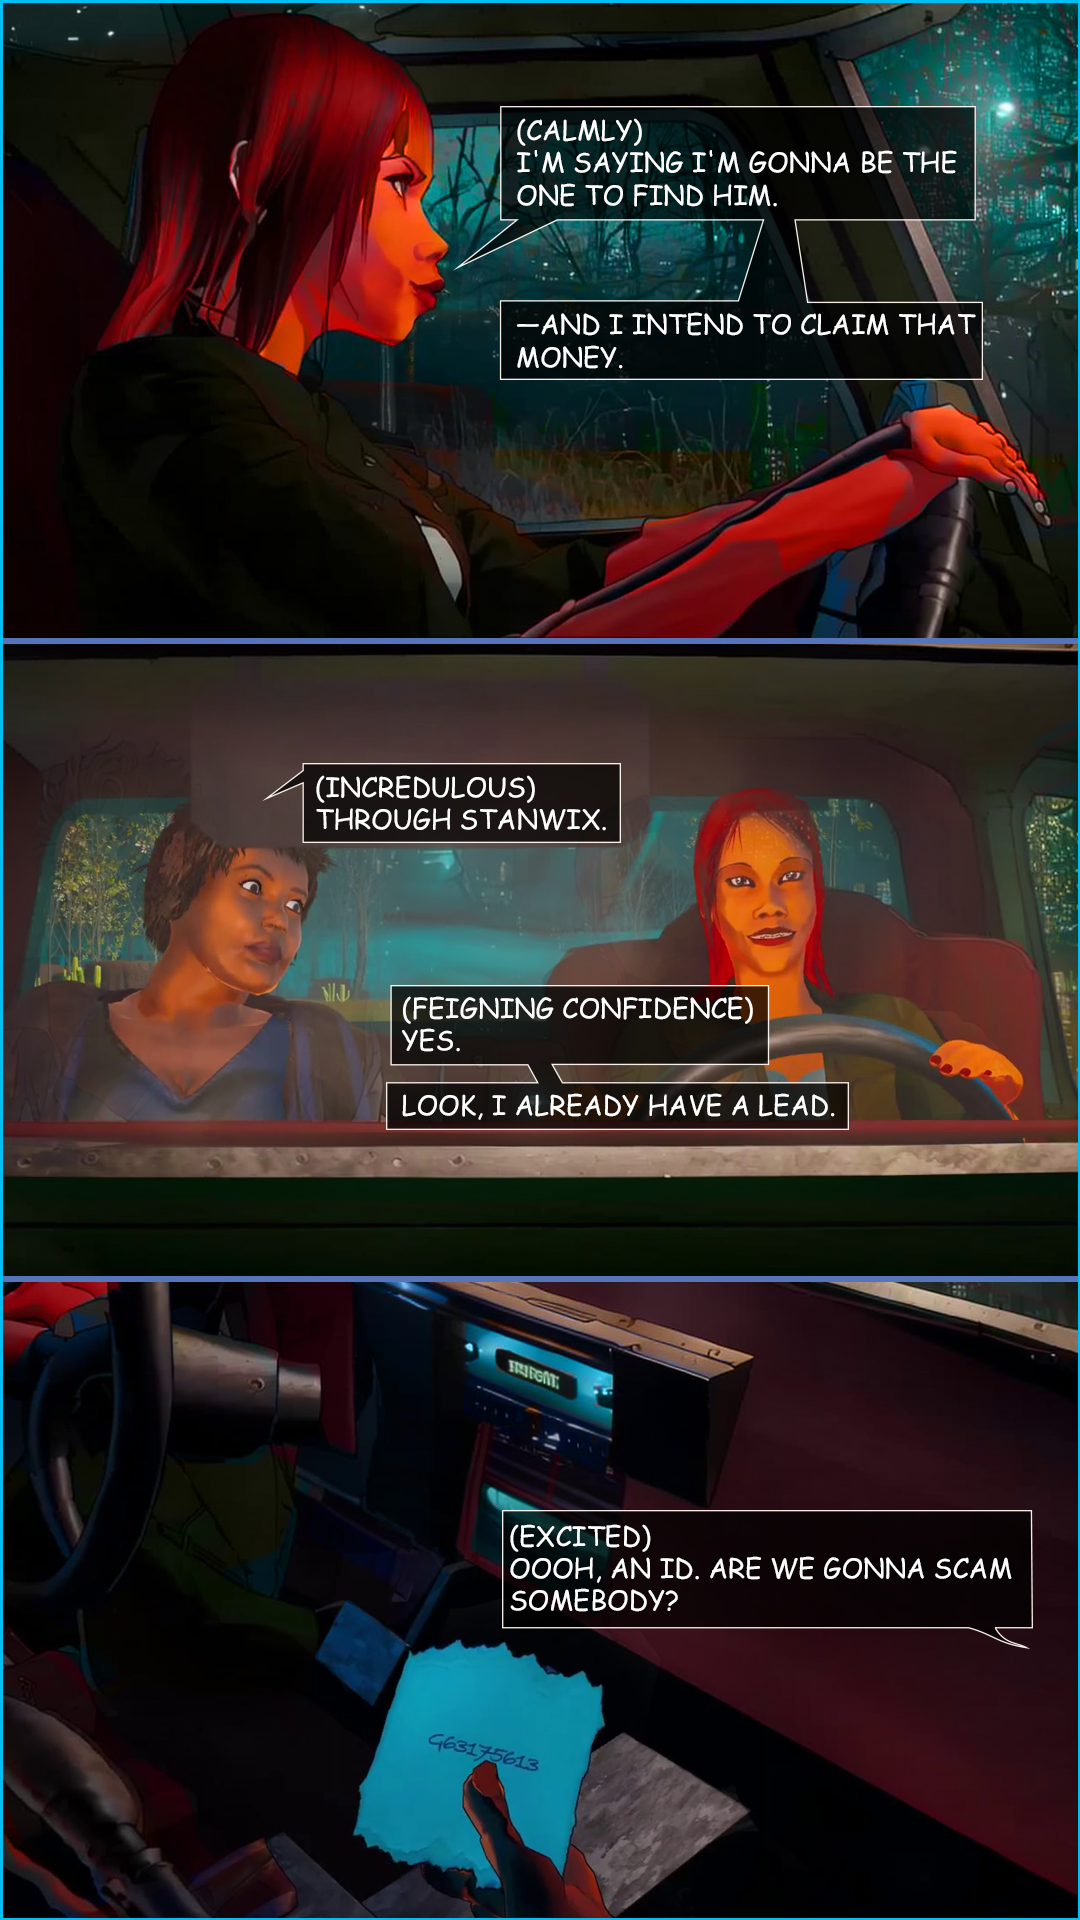 (CALMLY)
I'M SAYING I'M GONNA BE THE
ONE TO FIND HIM.
—AND I INTEND TO CLAIM THAT
MONEY.
(INCREDULOUS)
THROUGH STANWIX.
(FEIGNING CONFIDENCE)
YES.
LOOK, I ALREADY HAVE A LEAD.
(EXCITED)
OOOH, AN ID. ARE WE GONNA SCAM
SOMEBODY?
G63175613